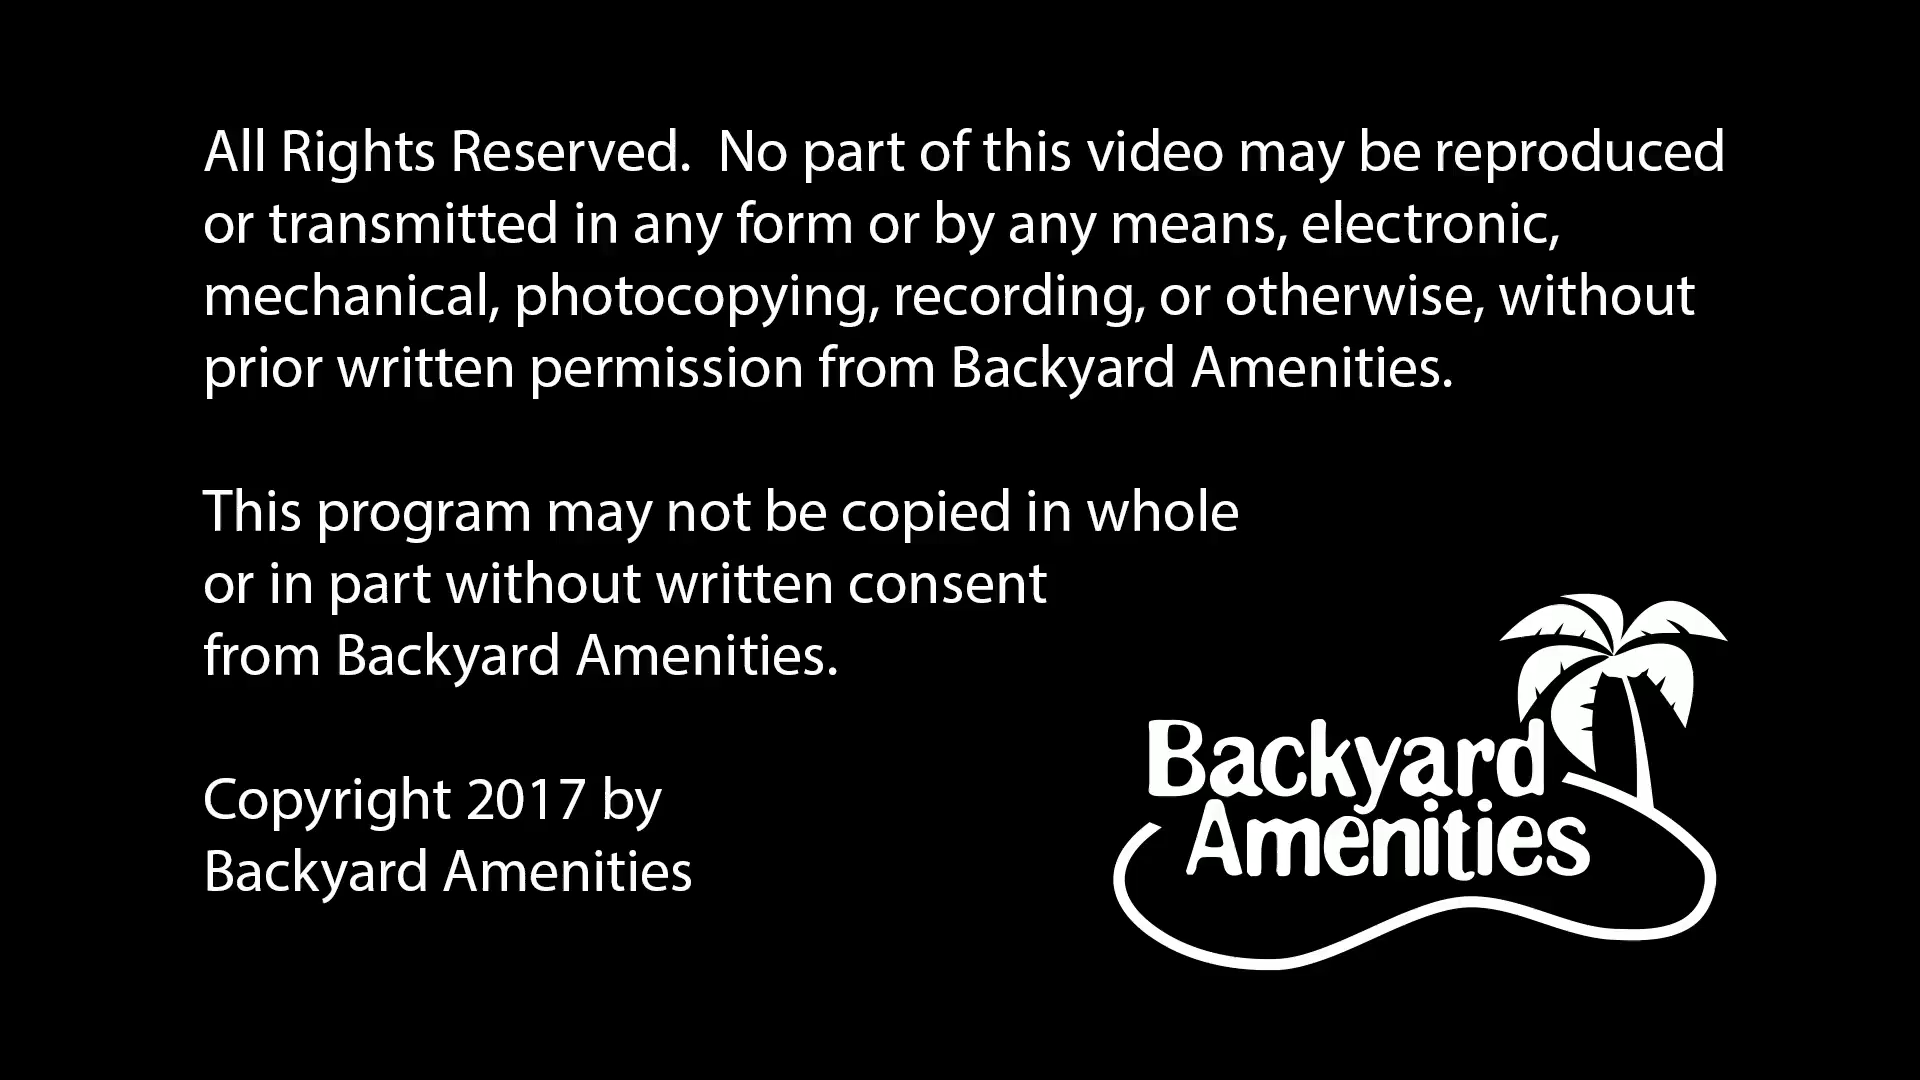 All Rights Reserved.  No part of this video may be reproduced
or transmitted in any form or by any means, electronic,
mechanical, photocopying, recording, or otherwise, without
prior written permission from Backyard Amenities.
This program may not be copied in whole
or in part without written consent
from Backyard Amenities.
Copyright 2017 by
Backyard Amenities
Backyard
Amenities